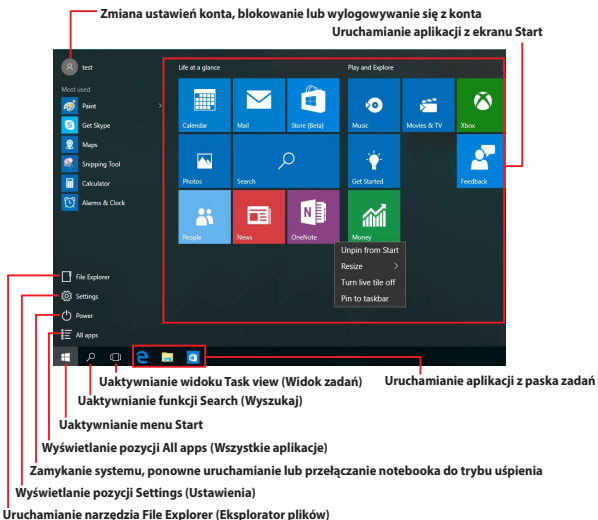 Zmiana ustawień konta, blokowanie lub wylogowywanie się z konta
Uruchamianie aplikacji z ekranu Start
test
Life at a glance
Play and Explore
Most used
Paint
Get Skype
Maps
Snipping Tool
Calculator
Alarms & Clock
Calendar
Mail
Store (Beta)
Music
Movies & TV
Xbox
Photos
Search
Get Started
Feedback
People
News
OneNote
Money
Unpin from Start
Resize
Turn live tile off
Pin to taskbar
File Explorer
Settings
Power
All apps
Uaktywnianie widoku Task view (Widok zadań)
Uruchamianie aplikacji z paska zadań
Uaktywnianie funkcji Search (Wyszukaj)
Uaktywnianie menu Start
Wyświetlanie pozycji All apps (Wszystkie aplikacje)
Zamykanie systemu, ponowne uruchamianie lub przełączanie notebooka do trybu uśpienia
Wyświetlanie pozycji Settings (Ustawienia)
Uruchamianie narzędzia File Explorer (Eksplorator plików)